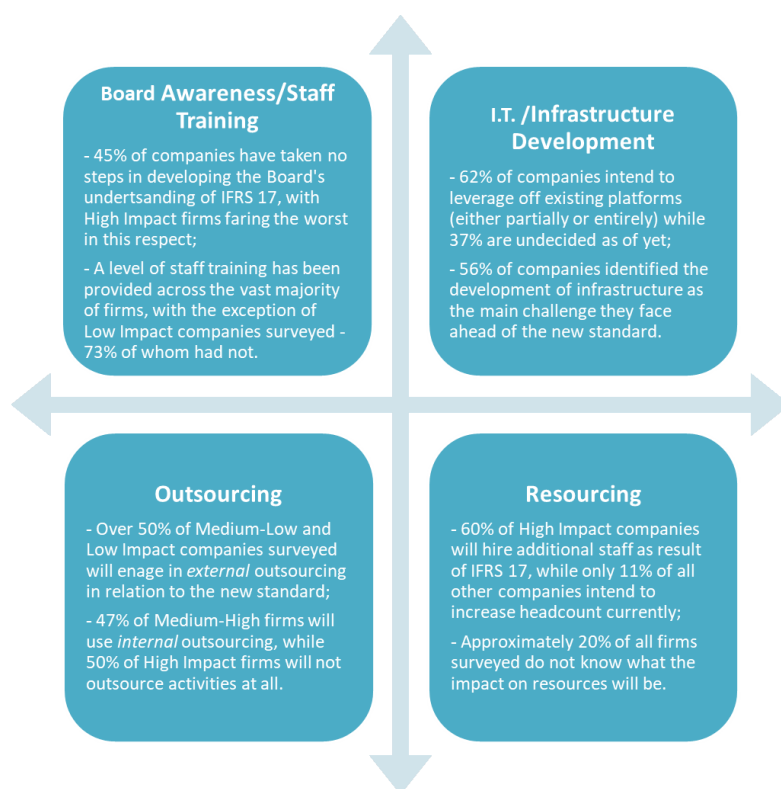 Board Awareness/Staff
Training
- 45% of companies have taken no
steps in developing the Board's
undertsanding of IFRS 17, with
High Impact firms faring the worst
in this respect;
- A level of staff training has been
provided across the vast majority
of firms, with the exception of
Low Impact companies surveyed -
73% of whom had not.
I.T. /Infrastructure
Development
- 62% of companies intend to
leverage off existing platforms
(either partially or entirely) while
37% are undecided as of yet;
- 56% of companies identified the
development of infrastructure as
the main challenge they face
ahead of the new standard.
Outsourcing
- Over 50% of Medium-Low and
Low Impact companies surveyed
will enage in external outsourcing
in relation to the new standard;
- 47% of Medium-High firms will
use internal outsourcing, while
50% of High Impact firms will not
outsource activities at all.
Resourcing
- 60% of High Impact companies
will hire additional staff as result
of IFRS 17, while only 11% of all
other companies intend to
increase headcount currently;
- Approximately 20% of all firms
surveyed do not know what the
impact on resources will be.